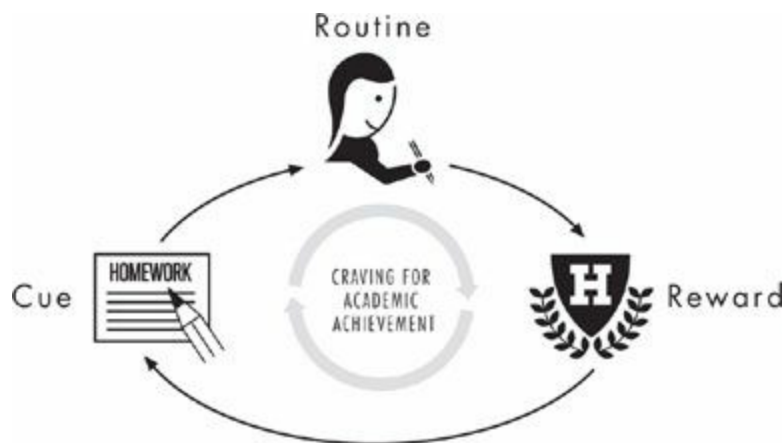 Routine
Cue
HOMEWORK
CRAVING FOR
ACADEMIC
ACHIEVEMENT
H
Reward